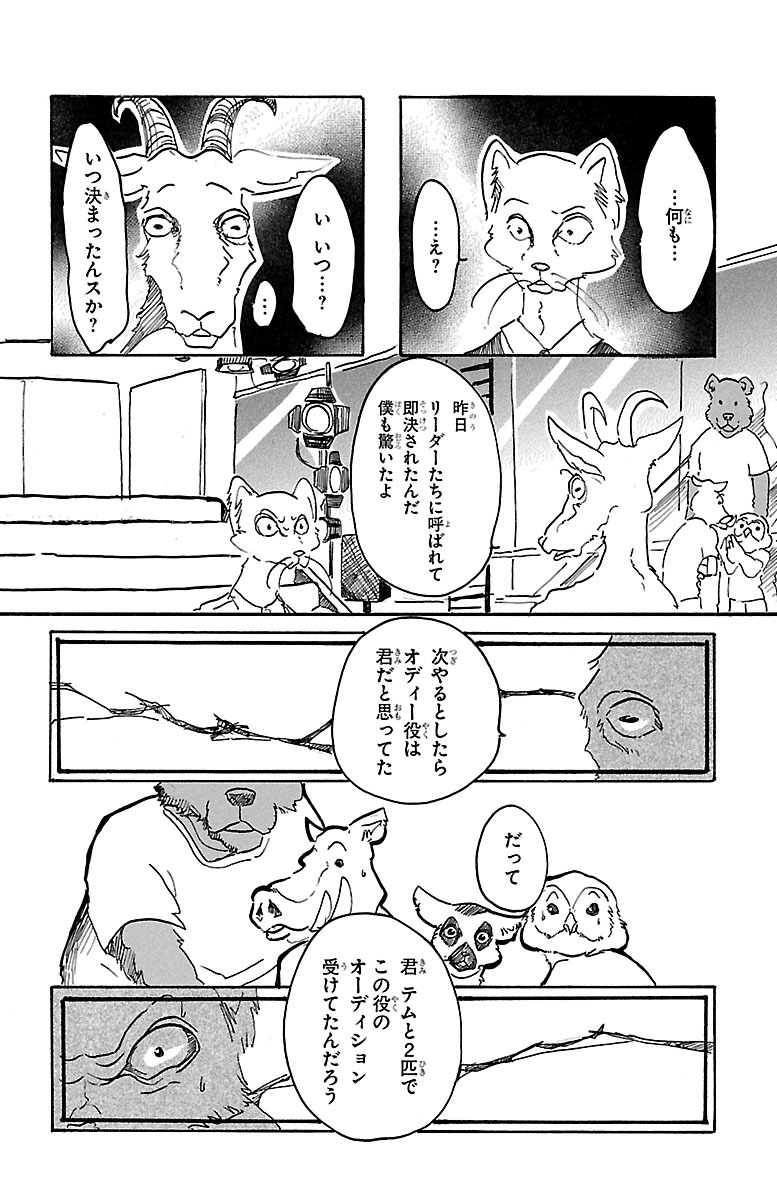 …何も…
…え?
い いつ…?
…
いつ決まったんスか?
昨日
リーダーたちに呼ばれて
即決されたんだ
僕も驚いたよ
次やるとしたら
オディー役は
君だと思ってた
だって
君 テムと2匹で
この役の
オーディション
受けてたんだろう